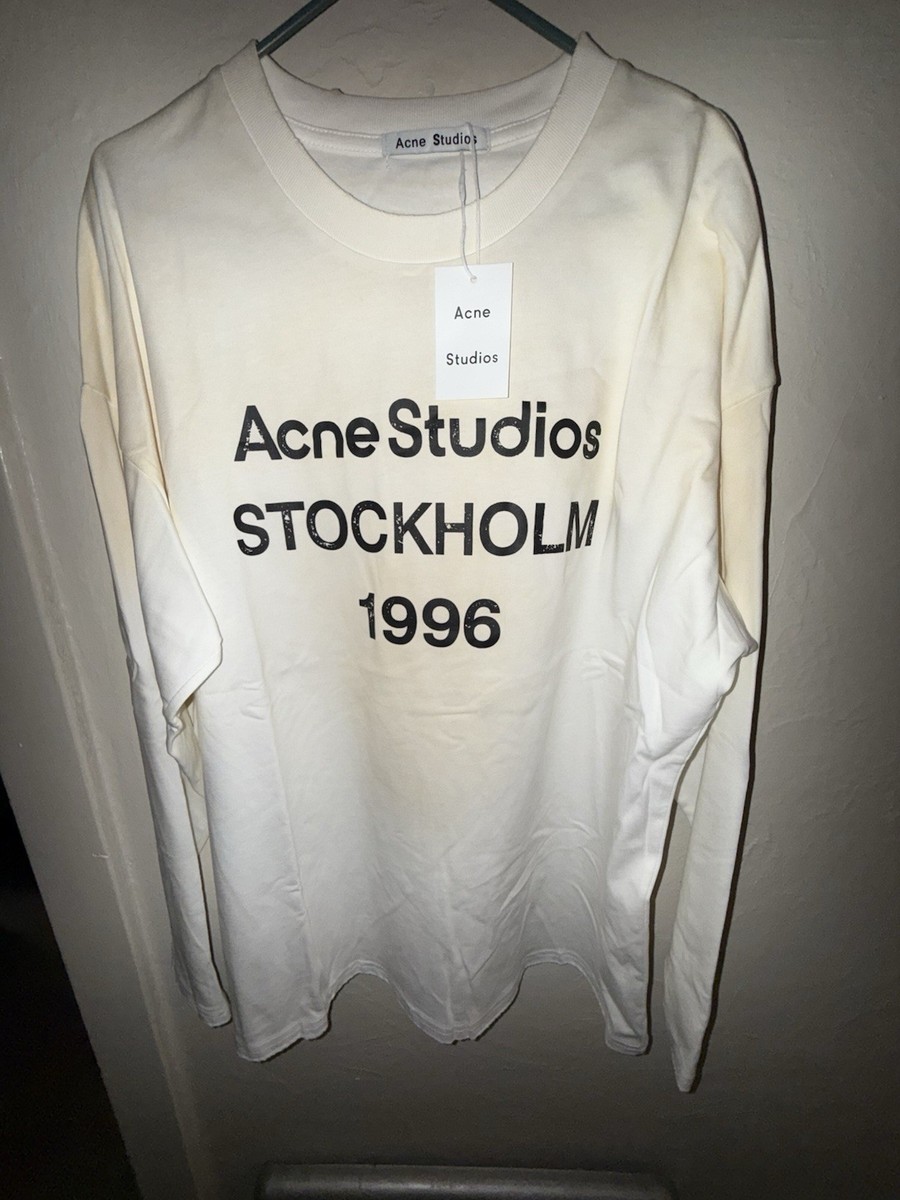 Acne Studios
Acne
Studios
Acne Studios
STOCKHOLM
1996